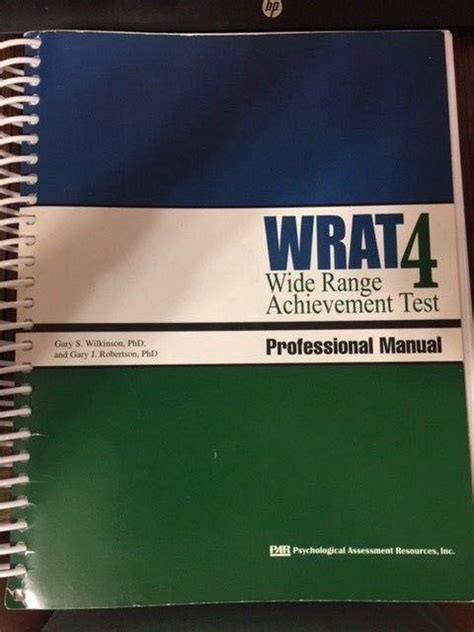 hp
WRAT4
Wide Range
Achievement Test
Gary S. Wilkinson, PhD,
and Gary J. Robertson, PhD
Professional Manual
PAR Psychological Assessment Resources, Inc.